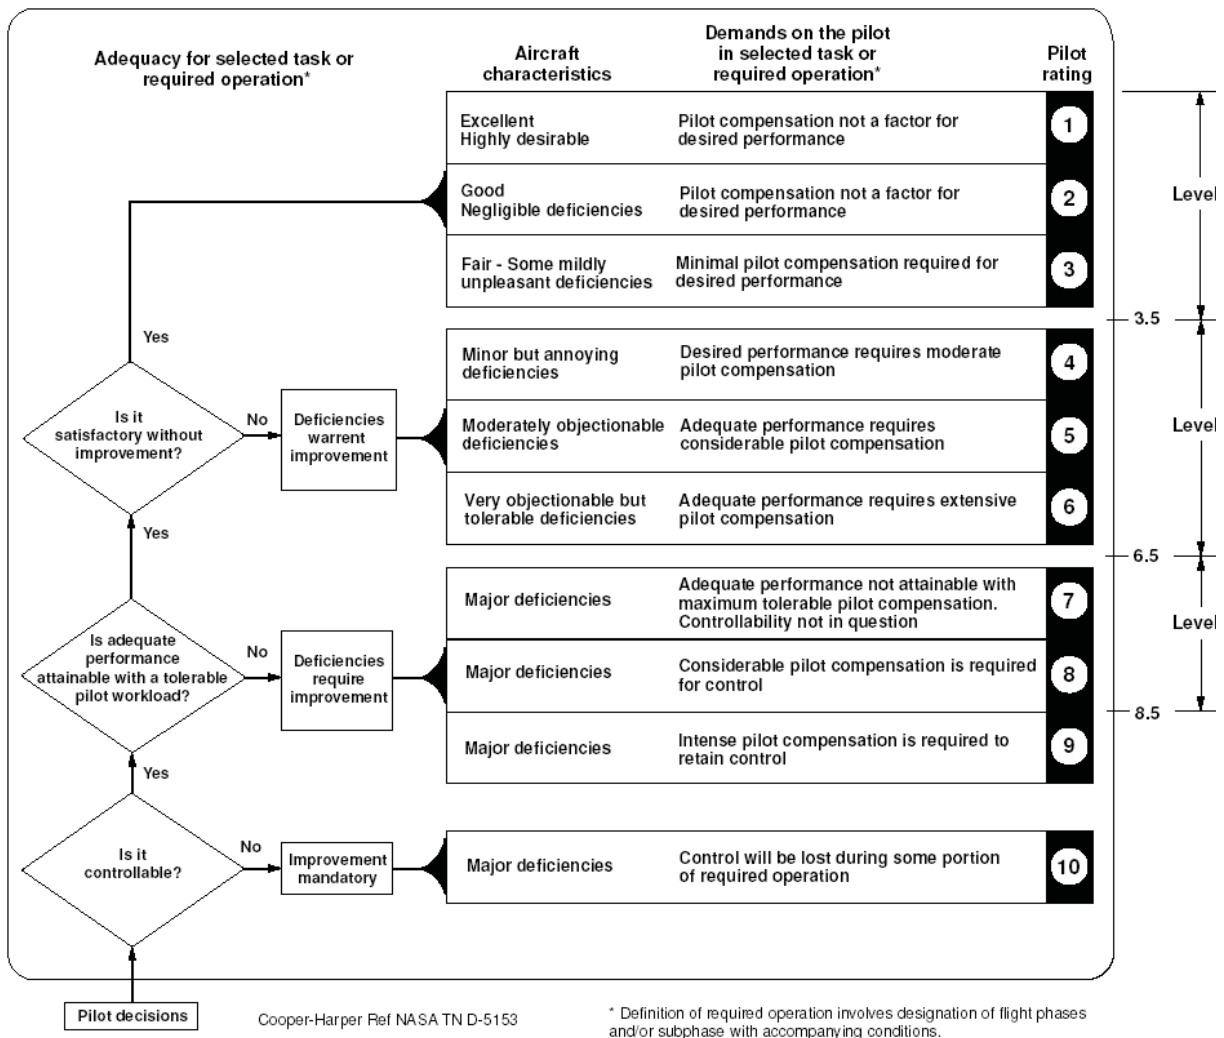 Adequacy for selected task or
required operation*
Aircraft
characteristics
Demands on the pilot
in selected task or
required operation*
Pilot
rating
Excellent
Highly desirable
Pilot compensation not a factor for
desired performance
1
Good
Negligible deficiencies
Pilot compensation not a factor for
desired performance
2
Fair - Some mildly
unpleasant deficiencies
Minimal pilot compensation required for
desired performance
3
Level
3.5
Yes
Is it
satisfactory without
improvement?
No
Deficiencies
warrent
improvement
Minor but annoying
deficiencies
Desired performance requires moderate
pilot compensation
4
Moderately objectionable
deficiencies
Adequate performance requires
considerable pilot compensation
5
Very objectionable but
tolerable deficiencies
Adequate performance requires extensive
pilot compensation
6
Level
6.5
Yes
Is adequate
performance
attainable with a tolerable
pilot workload?
No
Deficiencies
require
improvement
Major deficiencies
Adequate performance not attainable with
maximum tolerable pilot compensation.
Controllability not in question
7
Major deficiencies
Considerable pilot compensation is required
for control
8
Level
8.5
Major deficiencies
Intense pilot compensation is required to
retain control
9
Yes
Is it
controllable?
No
Improvement
mandatory
Major deficiencies
Control will be lost during some portion
of required operation
10
Pilot decisions
Cooper-Harper Ref NASA TN D-5153
* Definition of required operation involves designation of flight phases
and/or subphase with accompanying conditions.